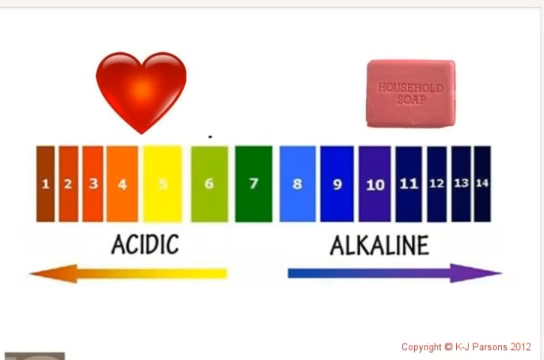 HOUSEHOLD
SOAP
1 2 3 4 5 6 7 8 9 10 11 12 13 14
ACIDIC ALKALINE
Copyright © K-J Parsons 2012